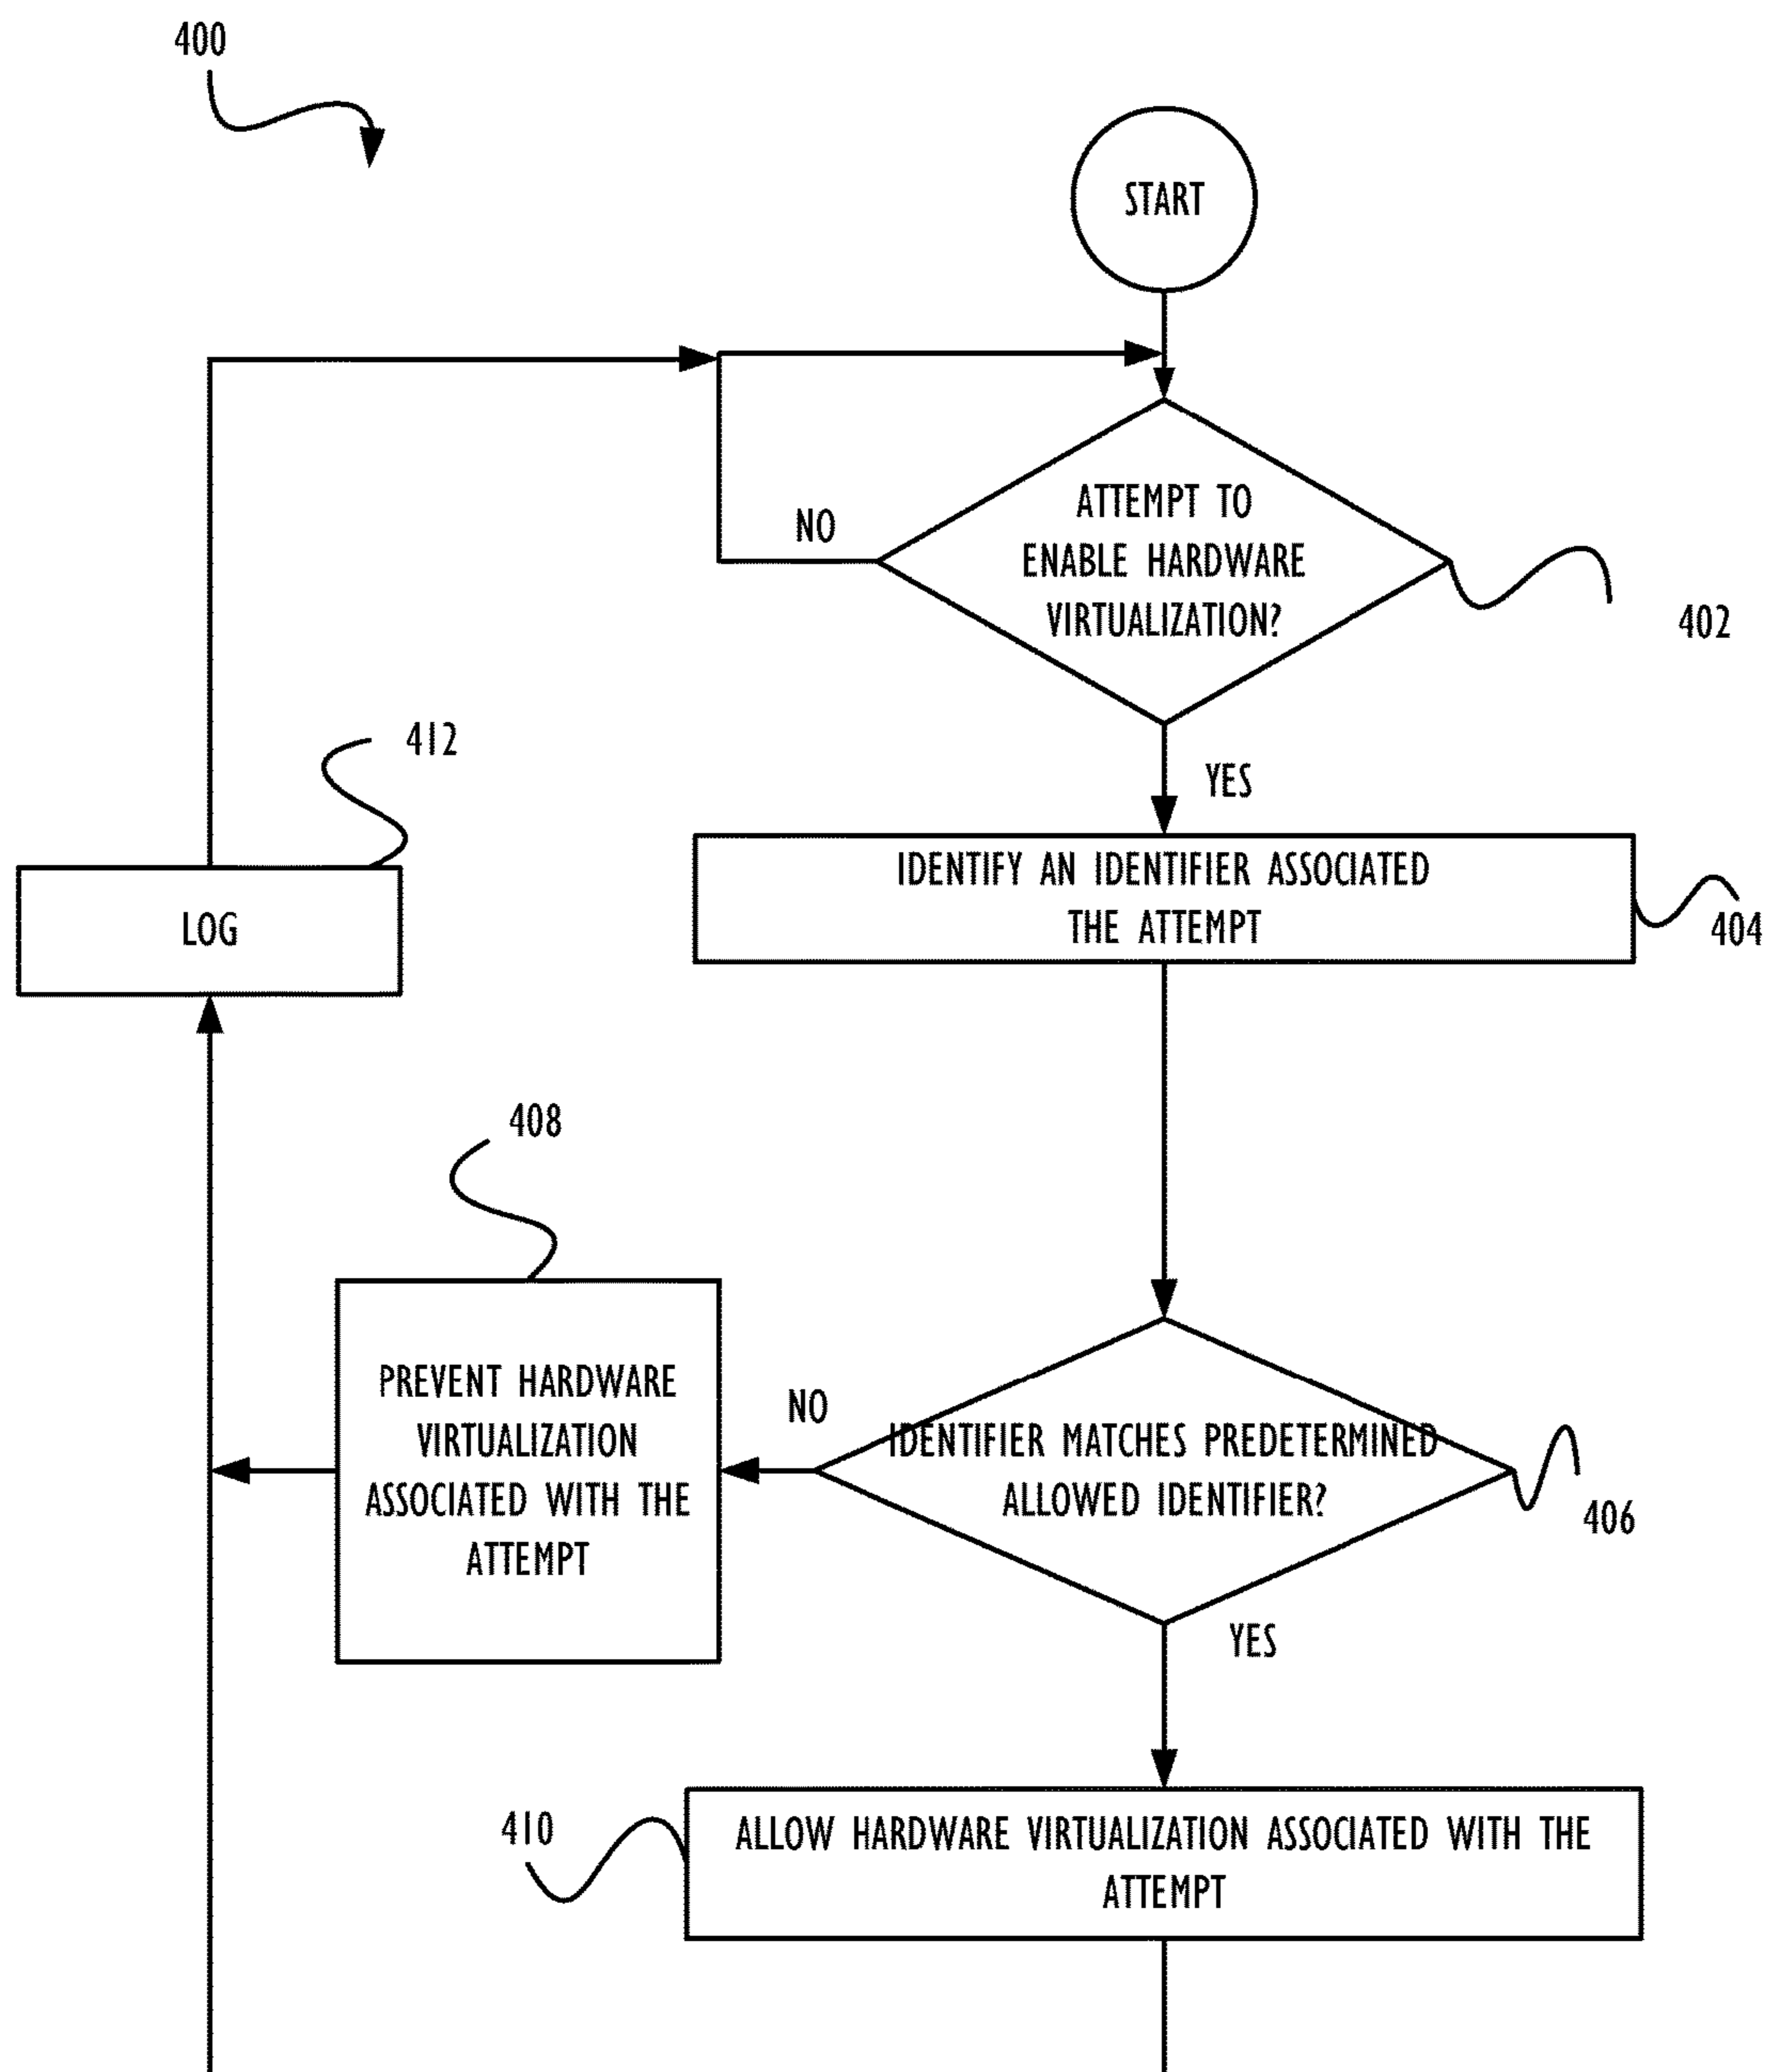 400
START
ATTEMPT TO
ENABLE HARDWARE
VIRTUALIZATION?
NO
402
YES
412
LOG
IDENTIFY AN IDENTIFIER ASSOCIATED
THE ATTEMPT
404
408
PREVENT HARDWARE
VIRTUALIZATION
ASSOCIATED WITH THE
ATTEMPT
NO
IDENTIFIER MATCHES PREDETERMINED
ALLOWED IDENTIFIER?
406
YES
410
ALLOW HARDWARE VIRTUALIZATION ASSOCIATED WITH THE
ATTEMPT